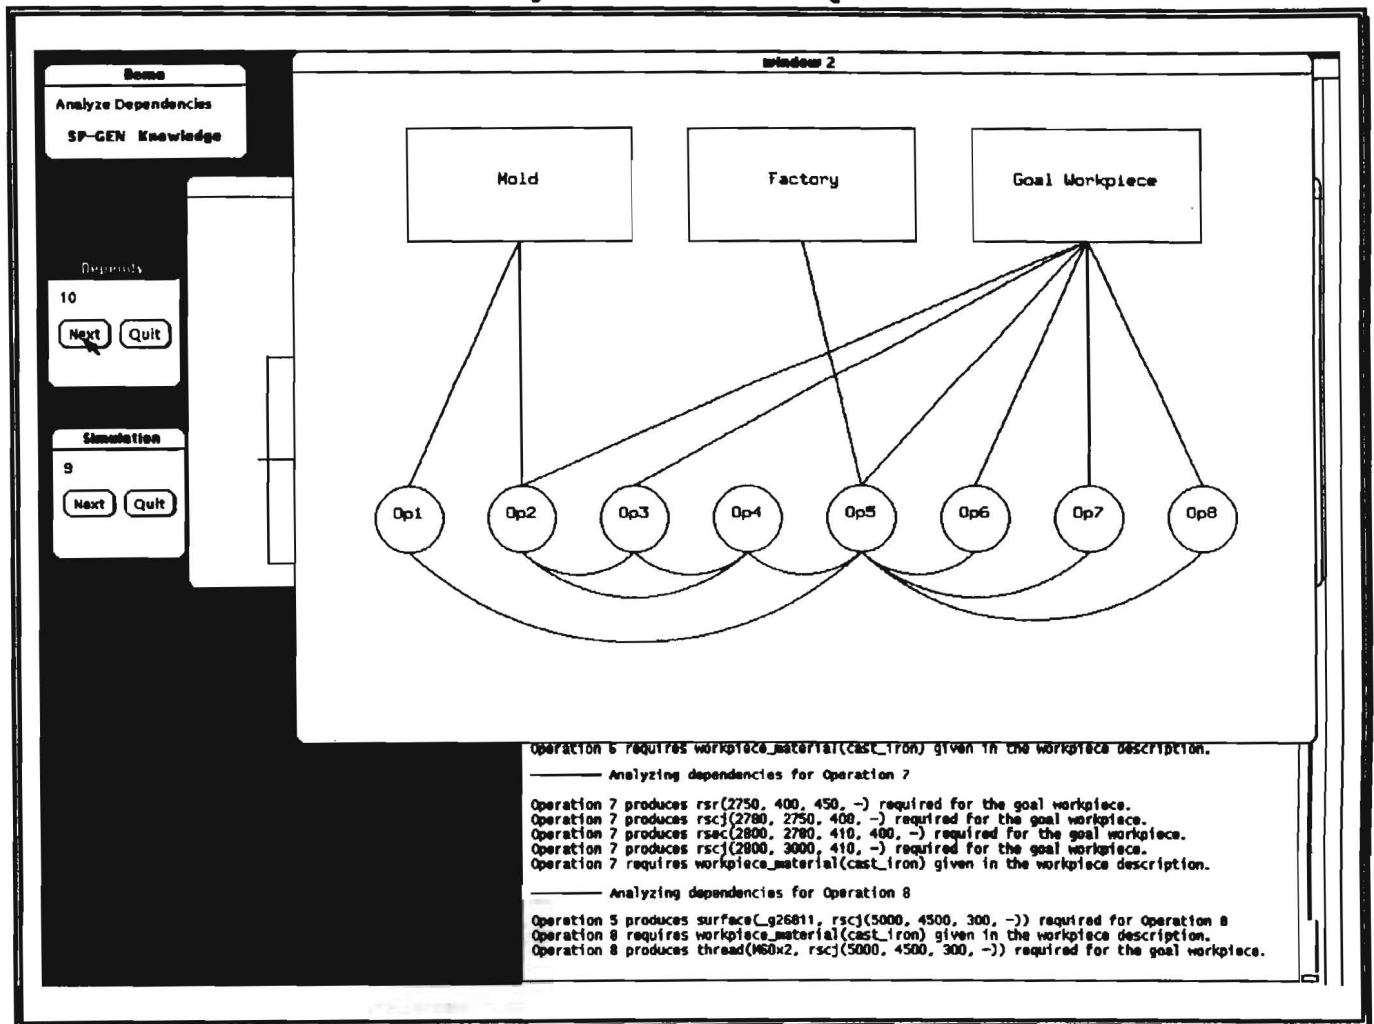 Demo
Analyze Dependencies
SP-GEN Knowledge
window 2
Mold
Factory
Goal Workpiece
Depends
10
Next
Quit
Simulation
9
Next
Quit
Op1
Op2
Op3
Op4
Op5
Op6
Op7
Op8
Operation 6 requires workpiece_material(cast_iron) given in the workpiece description.
Analyzing dependencies for Operation 7
Operation 7 produces rsr(2750, 400, 450, -) required for the goal workpiece.
Operation 7 produces rscj(2780, 2750, 400, -) required for the goal workpiece.
Operation 7 produces rsec(2800, 2780, 410, 400, -) required for the goal workpiece.
Operation 7 produces rscj(2800, 3000, 410, -) required for the goal workpiece.
Operation 7 requires workpiece_material(cast_iron) given in the workpiece description.
Analyzing dependencies for Operation 8
Operation 5 produces surface(_g26811, rscj(5000, 4500, 300, -)) required for Operation 8
Operation 8 requires workpiece_material(cast_iron) given in the workpiece description.
Operation 8 produces thread(M60x2, rscj(5000, 4500, 300, -)) required for the goal workpiece.